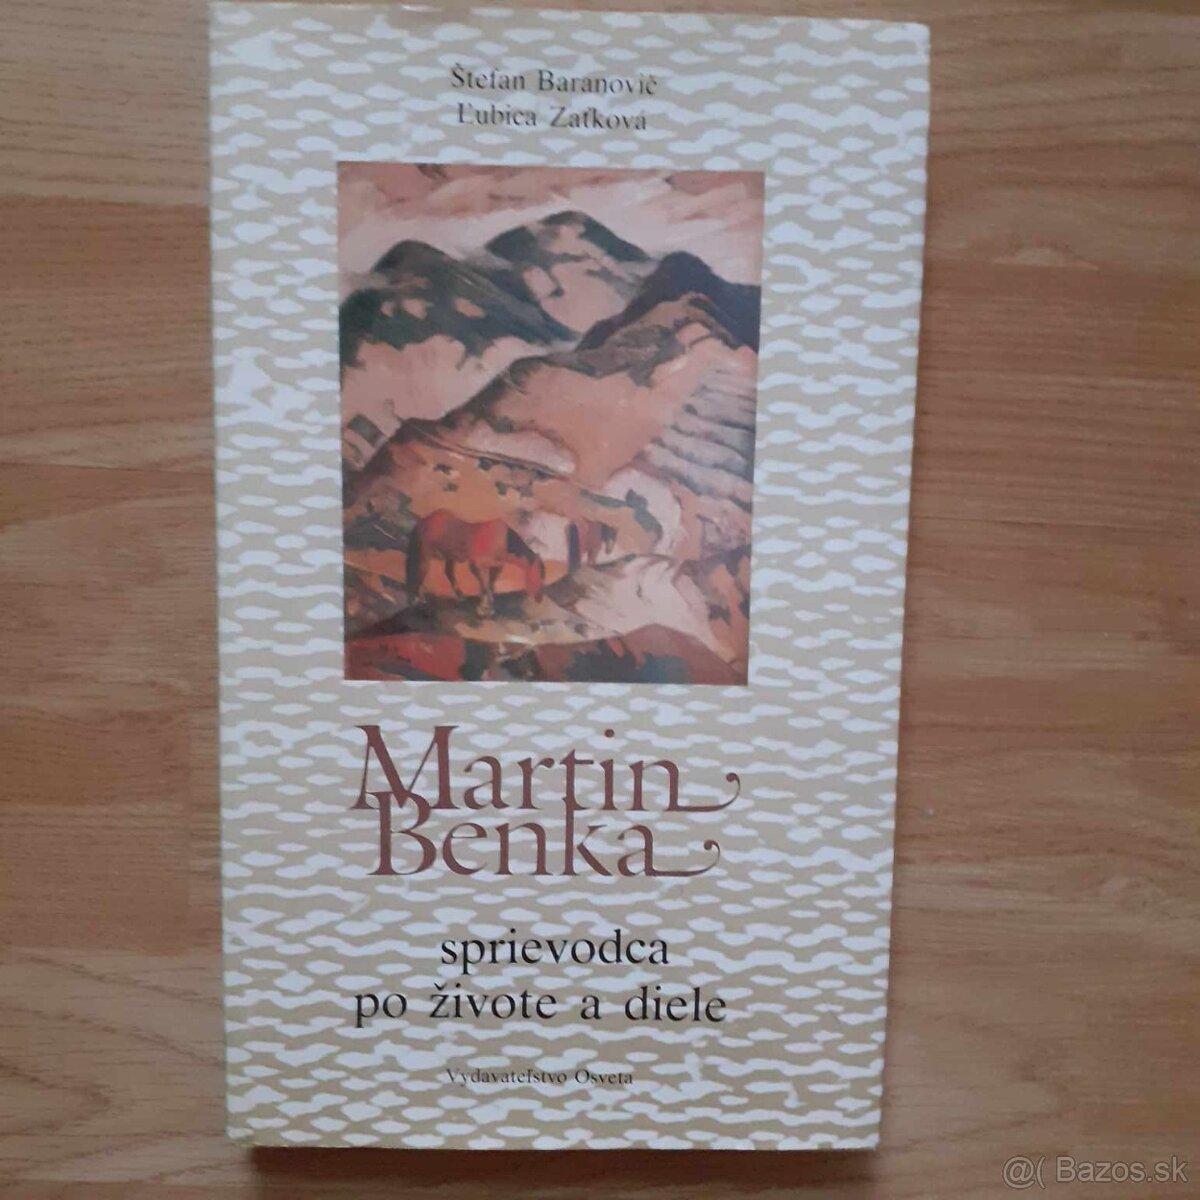 Štefan Baranovič
Ľubica Zaťková
Martin
Benka
sprievodca
po živote a diele
Vydavateľstvo Osveta
@( Bazos.sk